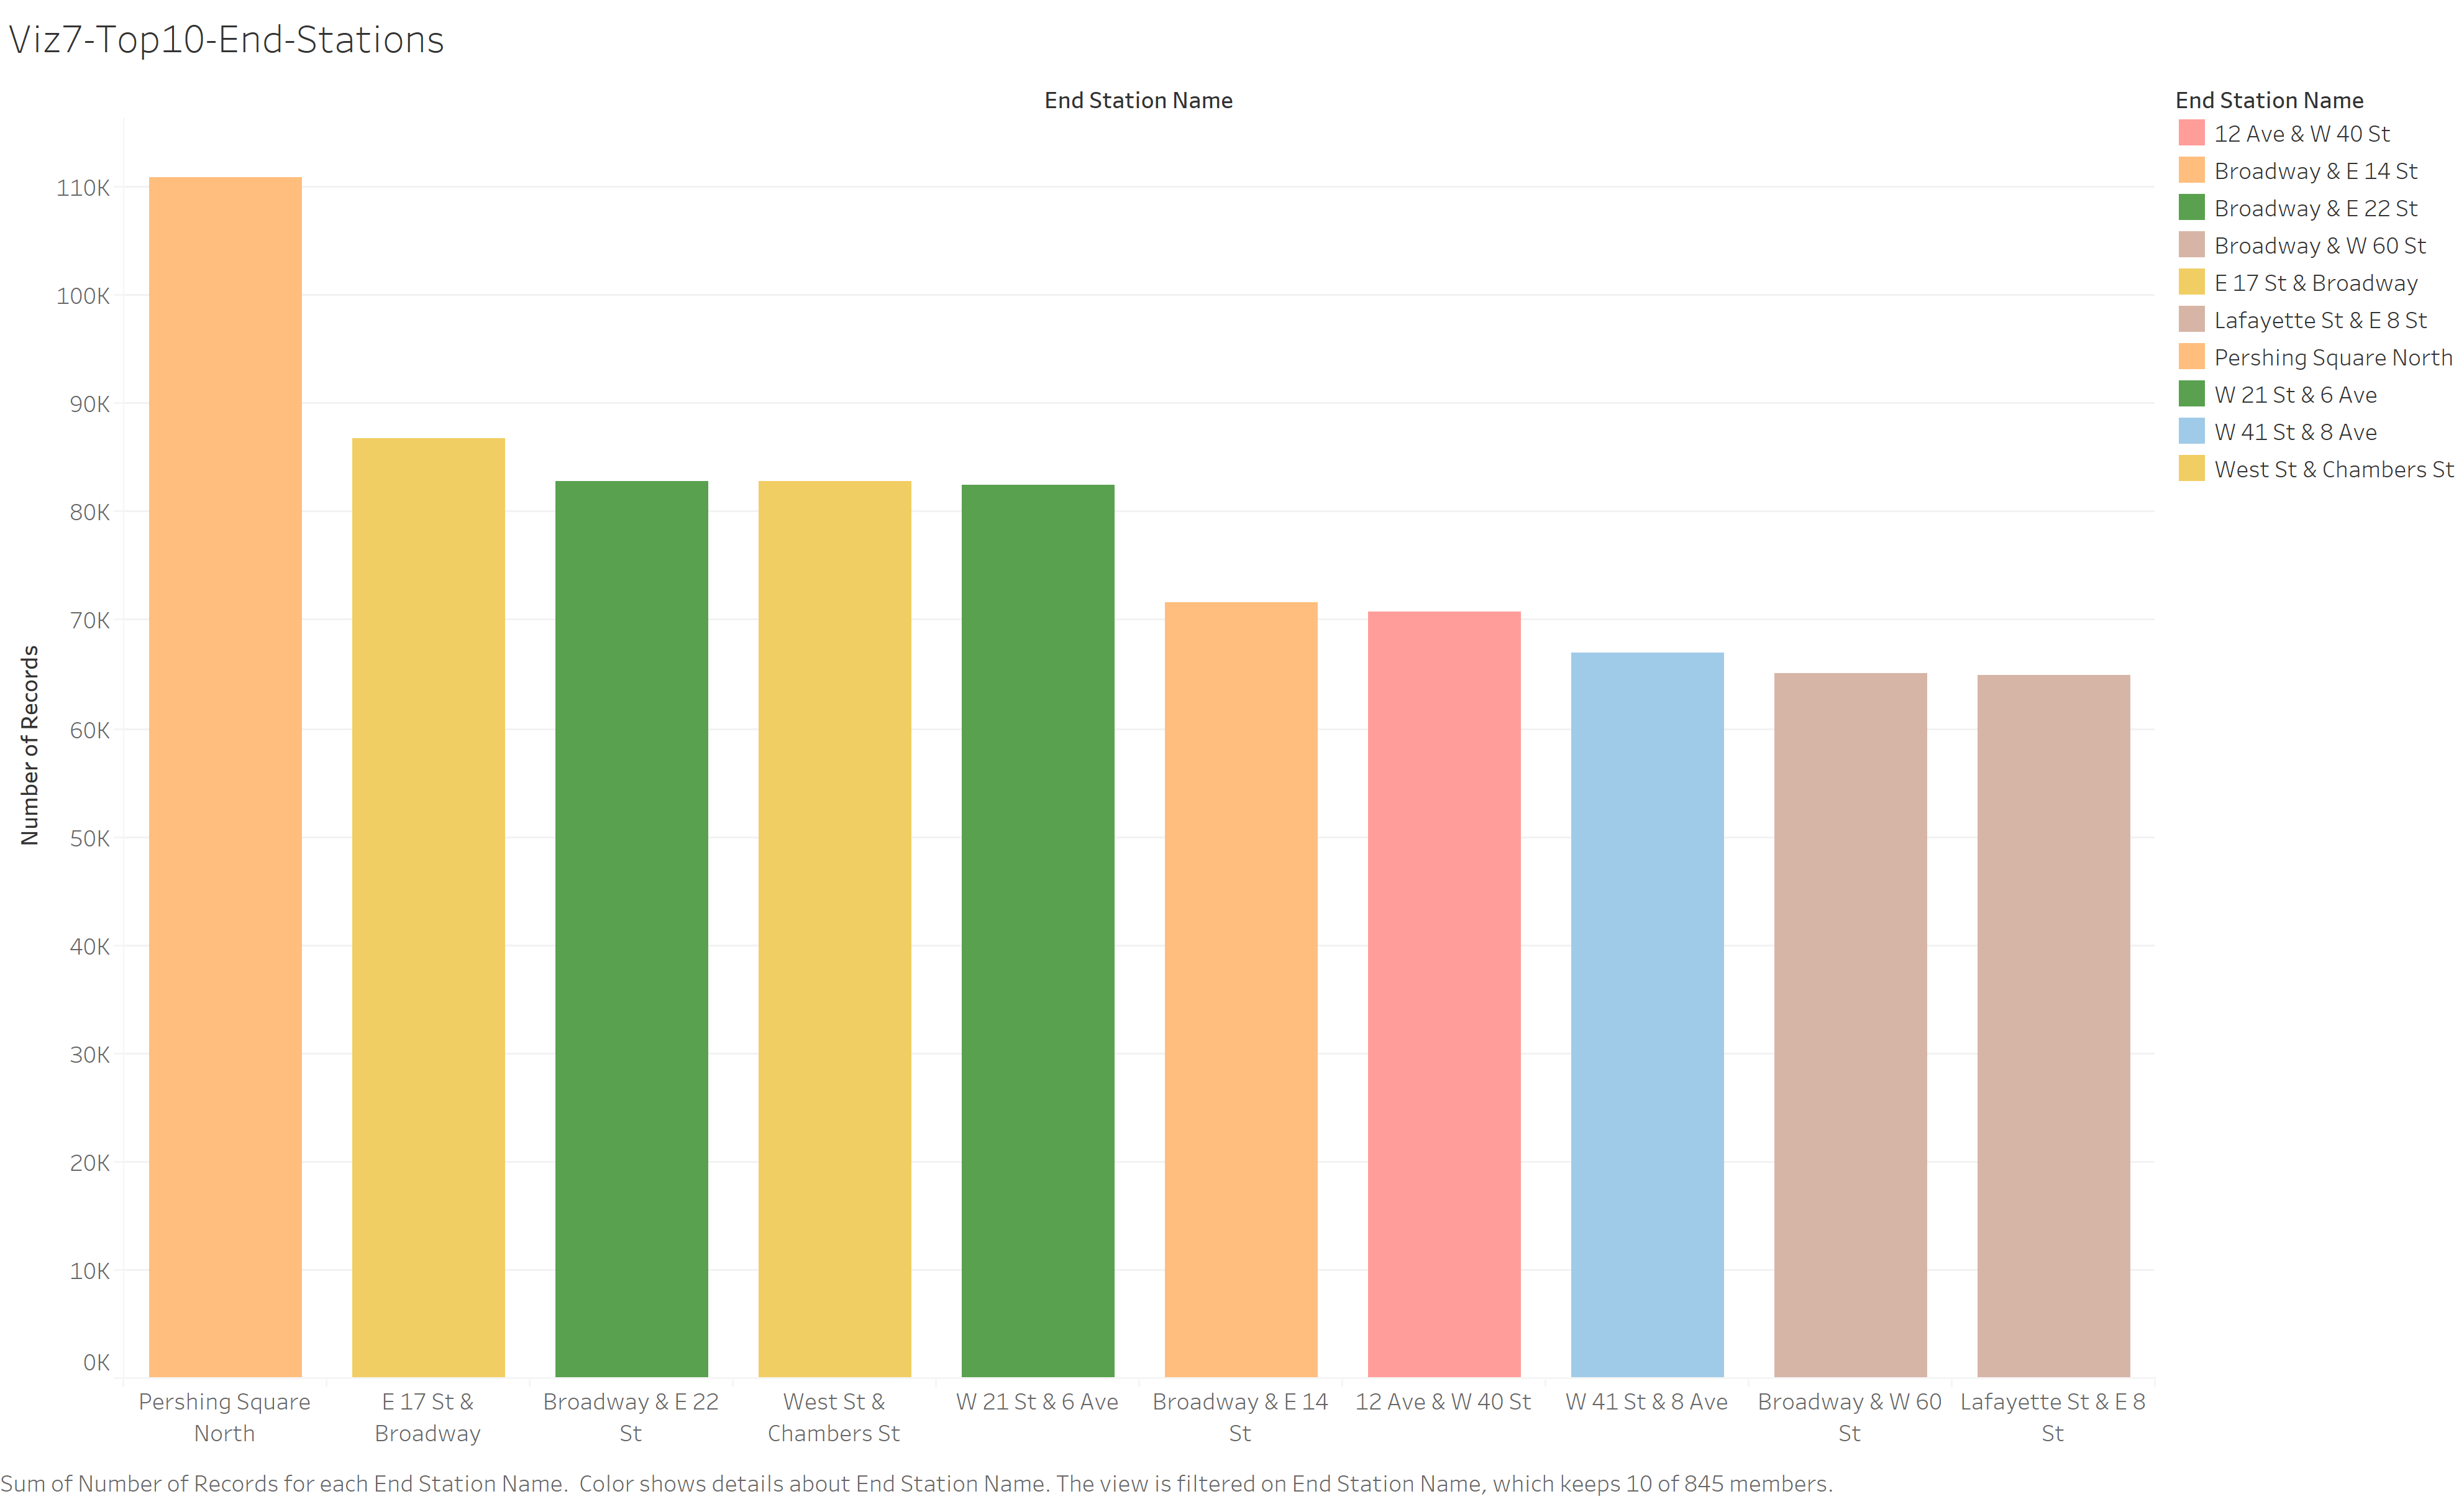 Viz7-Top10-End-Stations
End Station Name
End Station Name
12 Ave & W 40 St
Broadway & E 14 St
Broadway & E 22 St
Broadway & W 60 St
E 17 St & Broadway
Lafayette St & E 8 St
Pershing Square North
W 21 St & 6 Ave
W 41 St & 8 Ave
West St & Chambers St
Number of Records
110K
100K
90K
80K
70K
60K
50K
40K
30K
20K
10K
0K
Pershing Square
North
E 17 St &
Broadway
Broadway & E 22
St
West St &
Chambers St
W 21 St & 6 Ave
Broadway & E 14
St
12 Ave & W 40 St
W 41 St & 8 Ave
Broadway & W 60
St
Lafayette St & E 8
St
Sum of Number of Records for each End Station Name.  Color shows details about End Station Name. The view is filtered on End Station Name, which keeps 10 of 845 members.